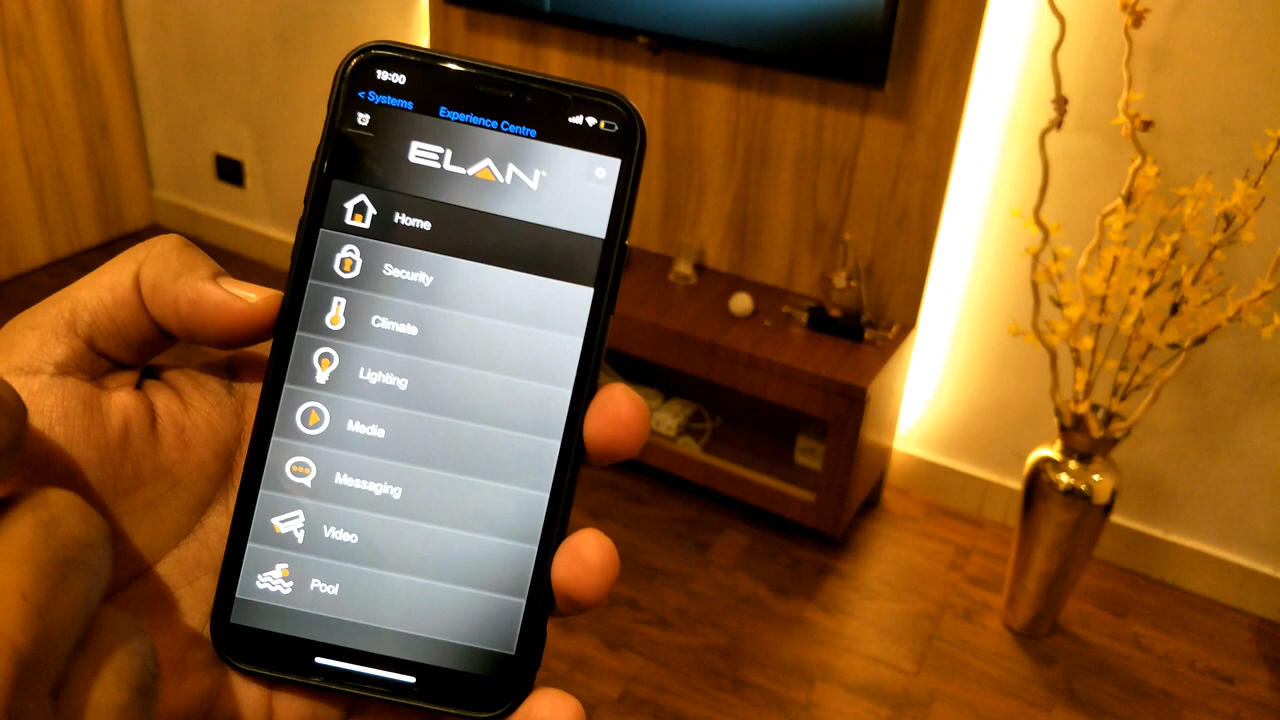 19:00
< Systems
Experience Centre
ELAN®
Home
Security
Climate
Lighting
Media
Messaging
Video
Pool